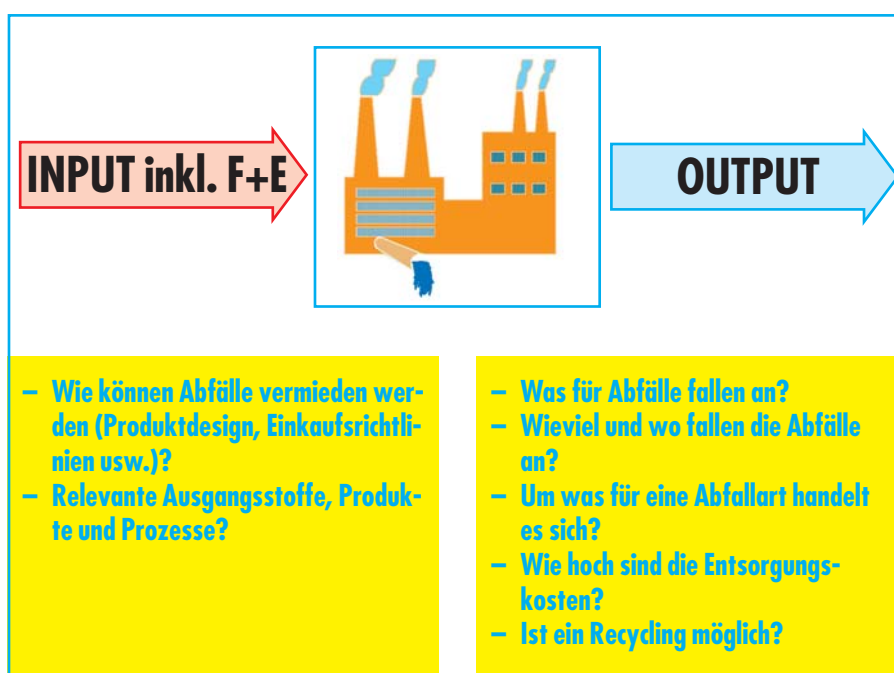 INPUT inkl. F+E
OUTPUT
– Wie können Abfälle vermieden wer-
den (Produktdesign, Einkaufsrichtli-
nien usw.)?
– Relevante Ausgangsstoffe, Produk-
te und Prozesse?
– Was für Abfälle fallen an?
– Wieviel und wo fallen die Abfälle
an?
– Um was für eine Abfallart handelt
es sich?
– Wie hoch sind die Entsorgungs-
kosten?
– Ist ein Recycling möglich?